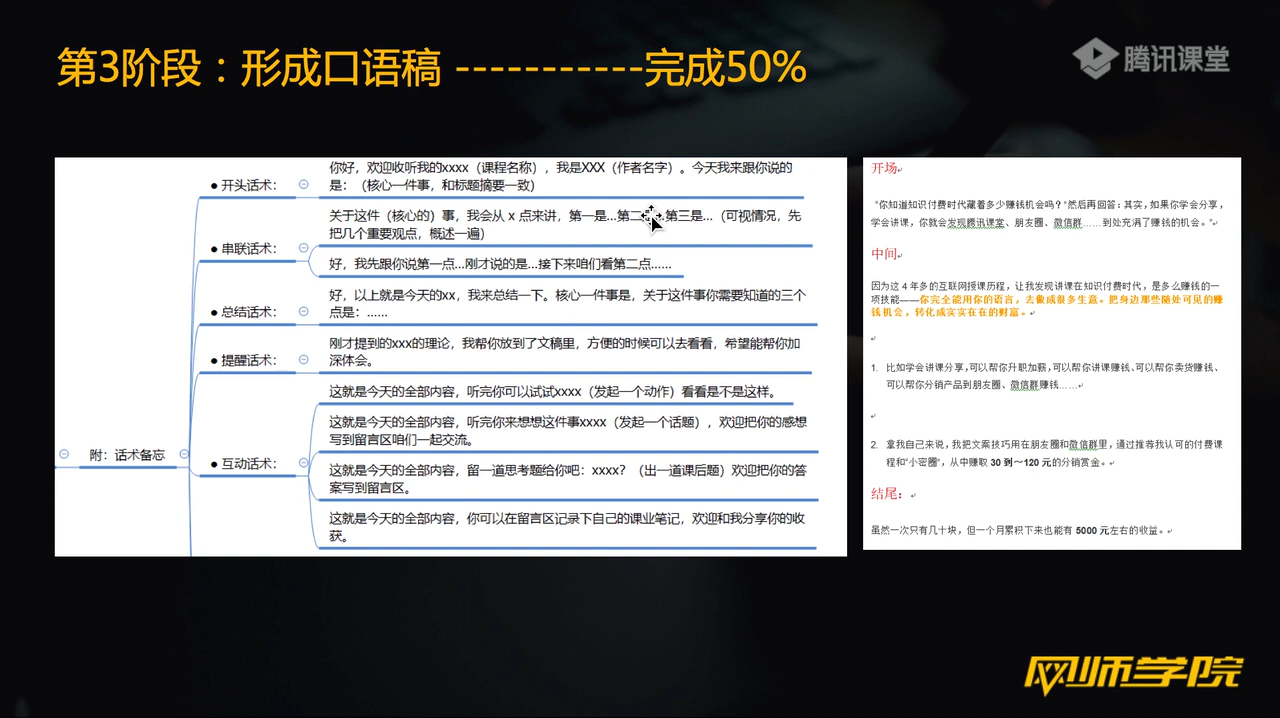 第3阶段：形成口语稿 -----------完成50%
腾讯课堂
附：话术备忘
● 开头话术：
你好，欢迎收听我的xxxx（课程名称），我是XXX（作者名字）。今天我来跟你说的
是：（核心一件事，和标题摘要一致）
● 串联话术：
关于这件（核心的）事，我会从 x 点来讲，第一是...第二是...第三是...（可视情况，先
把几个重要观点，概述一遍）
好，我先跟你说第一点...刚才说的是...接下来咱们看第二点......
● 总结话术：
好，以上就是今天的xx，我来总结一下。核心一件事是，关于这件事你需要知道的三个
点是：......
● 提醒话术：
刚才提到的xxx的理论，我帮你放到了文稿里，方便的时候可以去看看，希望能帮你加
深体会。
● 互动话术：
这就是今天的全部内容，听完你可以试试xxxx（发起一个动作）看看是不是这样。
这就是今天的全部内容，听完你来想想这件事xxxx（发起一个话题），欢迎把你的感想
写到留言区咱们一起交流。
这就是今天的全部内容，留一道思考题给你吧：xxxx？（出一道课后题）欢迎把你的答
案写到留言区。
这就是今天的全部内容，你可以在留言区记录下自己的课业笔记，欢迎和我分享你的收
获。
开场
“你知道知识付费时代藏着多少赚钱机会吗？”然后再回答：其实，如果你学会分享，
学会讲课，你就会发现腾讯课堂、朋友圈、微信群……到处充满了赚钱的机会。”
中间
因为这 4 年多的互联网授课历程，让我发现讲课在知识付费时代，是多么赚钱的一
项技能——你完全能用你的语言，去做成很多生意。把身边那些随处可见的赚
钱机会，转化成实实在在的财富。
1. 比如学会讲课分享,可以帮你升职加薪,可以帮你讲课赚钱、可以帮你卖货赚钱、
可以帮你分销产品到朋友圈、微信群赚钱……
2. 拿我自己来说，我把文案技巧用在朋友圈和微信群里，通过推荐我认可的付费课
程和“小密圈”，从中赚取 30 到～120 元的分销赏金。
结尾：
虽然一次只有几十块，但一个月累积下来也能有 5000 元左右的收益。
网师学院